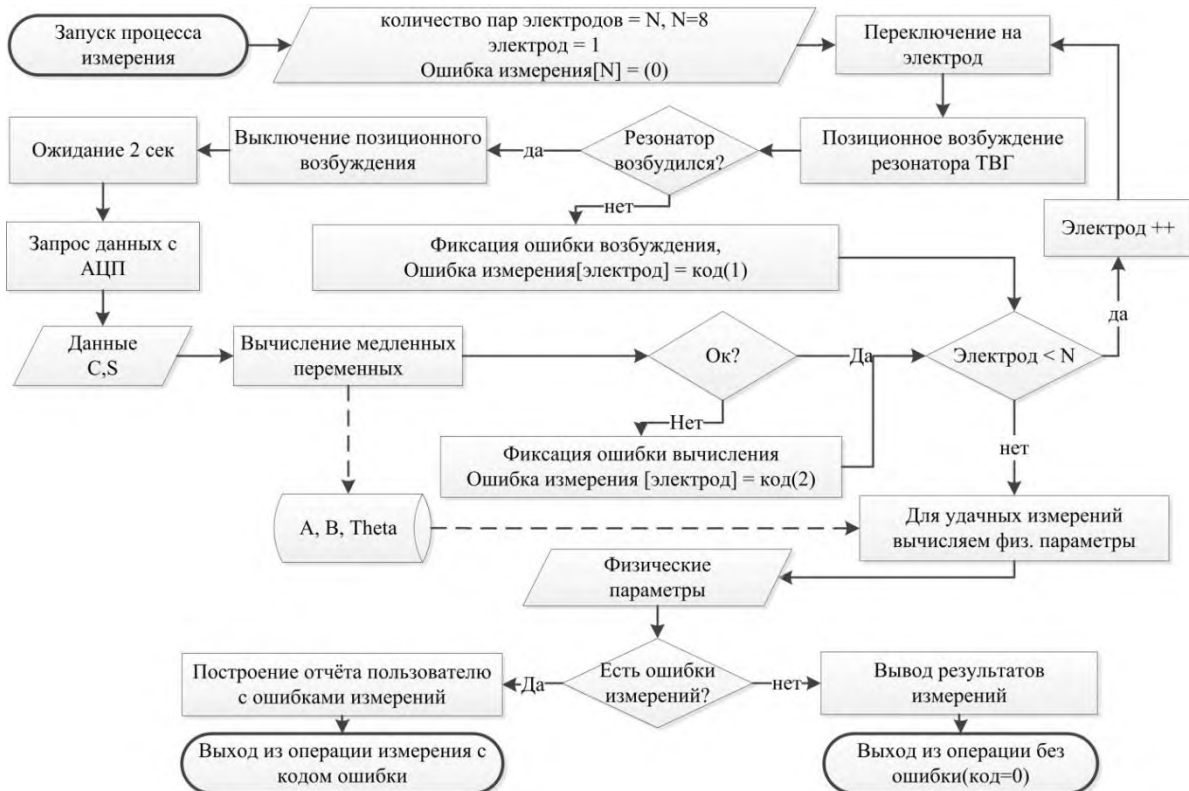 Запуск процесса
измерения
количество пар электродов = N, N=8
электрод = 1
Ошибка измерения[N] = (0)
Переключение на
электрод
Позиционное возбуждение
резонатора ТВГ
Резонатор
возбудился?
да
Выключение позиционного
возбуждения
Ожидание 2 сек
нет
Фиксация ошибки возбуждения,
Ошибка измерения[электрод] = код(1)
Электрод ++
Запрос данных с
АЦП
Данные
C,S
Вычисление медленных
переменных
Ок?
Да
Электрод < N
да
Нет
Фиксация ошибки вычисления
Ошибка измерения [электрод] = код(2)
нет
A, B, Theta
Для удачных измерений
вычисляем физ. параметры
Физические
параметры
Есть ошибки
измерений?
Да
Построение отчёта пользователю
с ошибками измерений
нет
Вывод результатов
измерений
Выход из операции измерения с
кодом ошибки
Выход из операции без
ошибки(код=0)